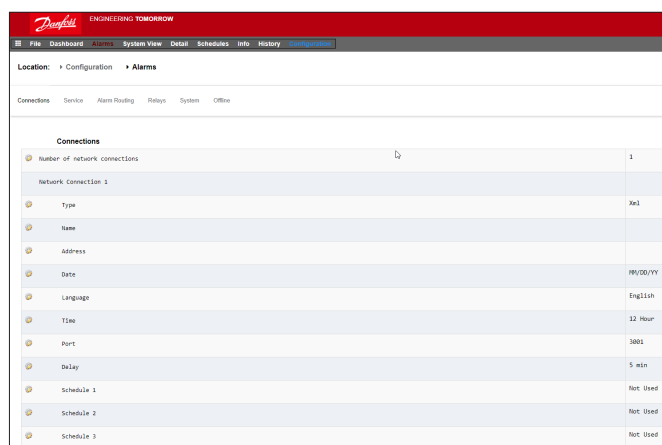 Danfoss ENGINEERING TOMORROW
File Dashboard Alarms System View Detail Schedules Info History Configuration
Location: Configuration Alarms
Connections Service Alarm Routing Relays System Offline
Connections
Number of network connections 1
Network Connection 1
Type Xml
Name
Address
Date MM/DD/YY
Language English
Time 12 Hour
Port 3001
Delay 5 min
Schedule 1 Not Used
Schedule 2 Not Used
Schedule 3 Not Used